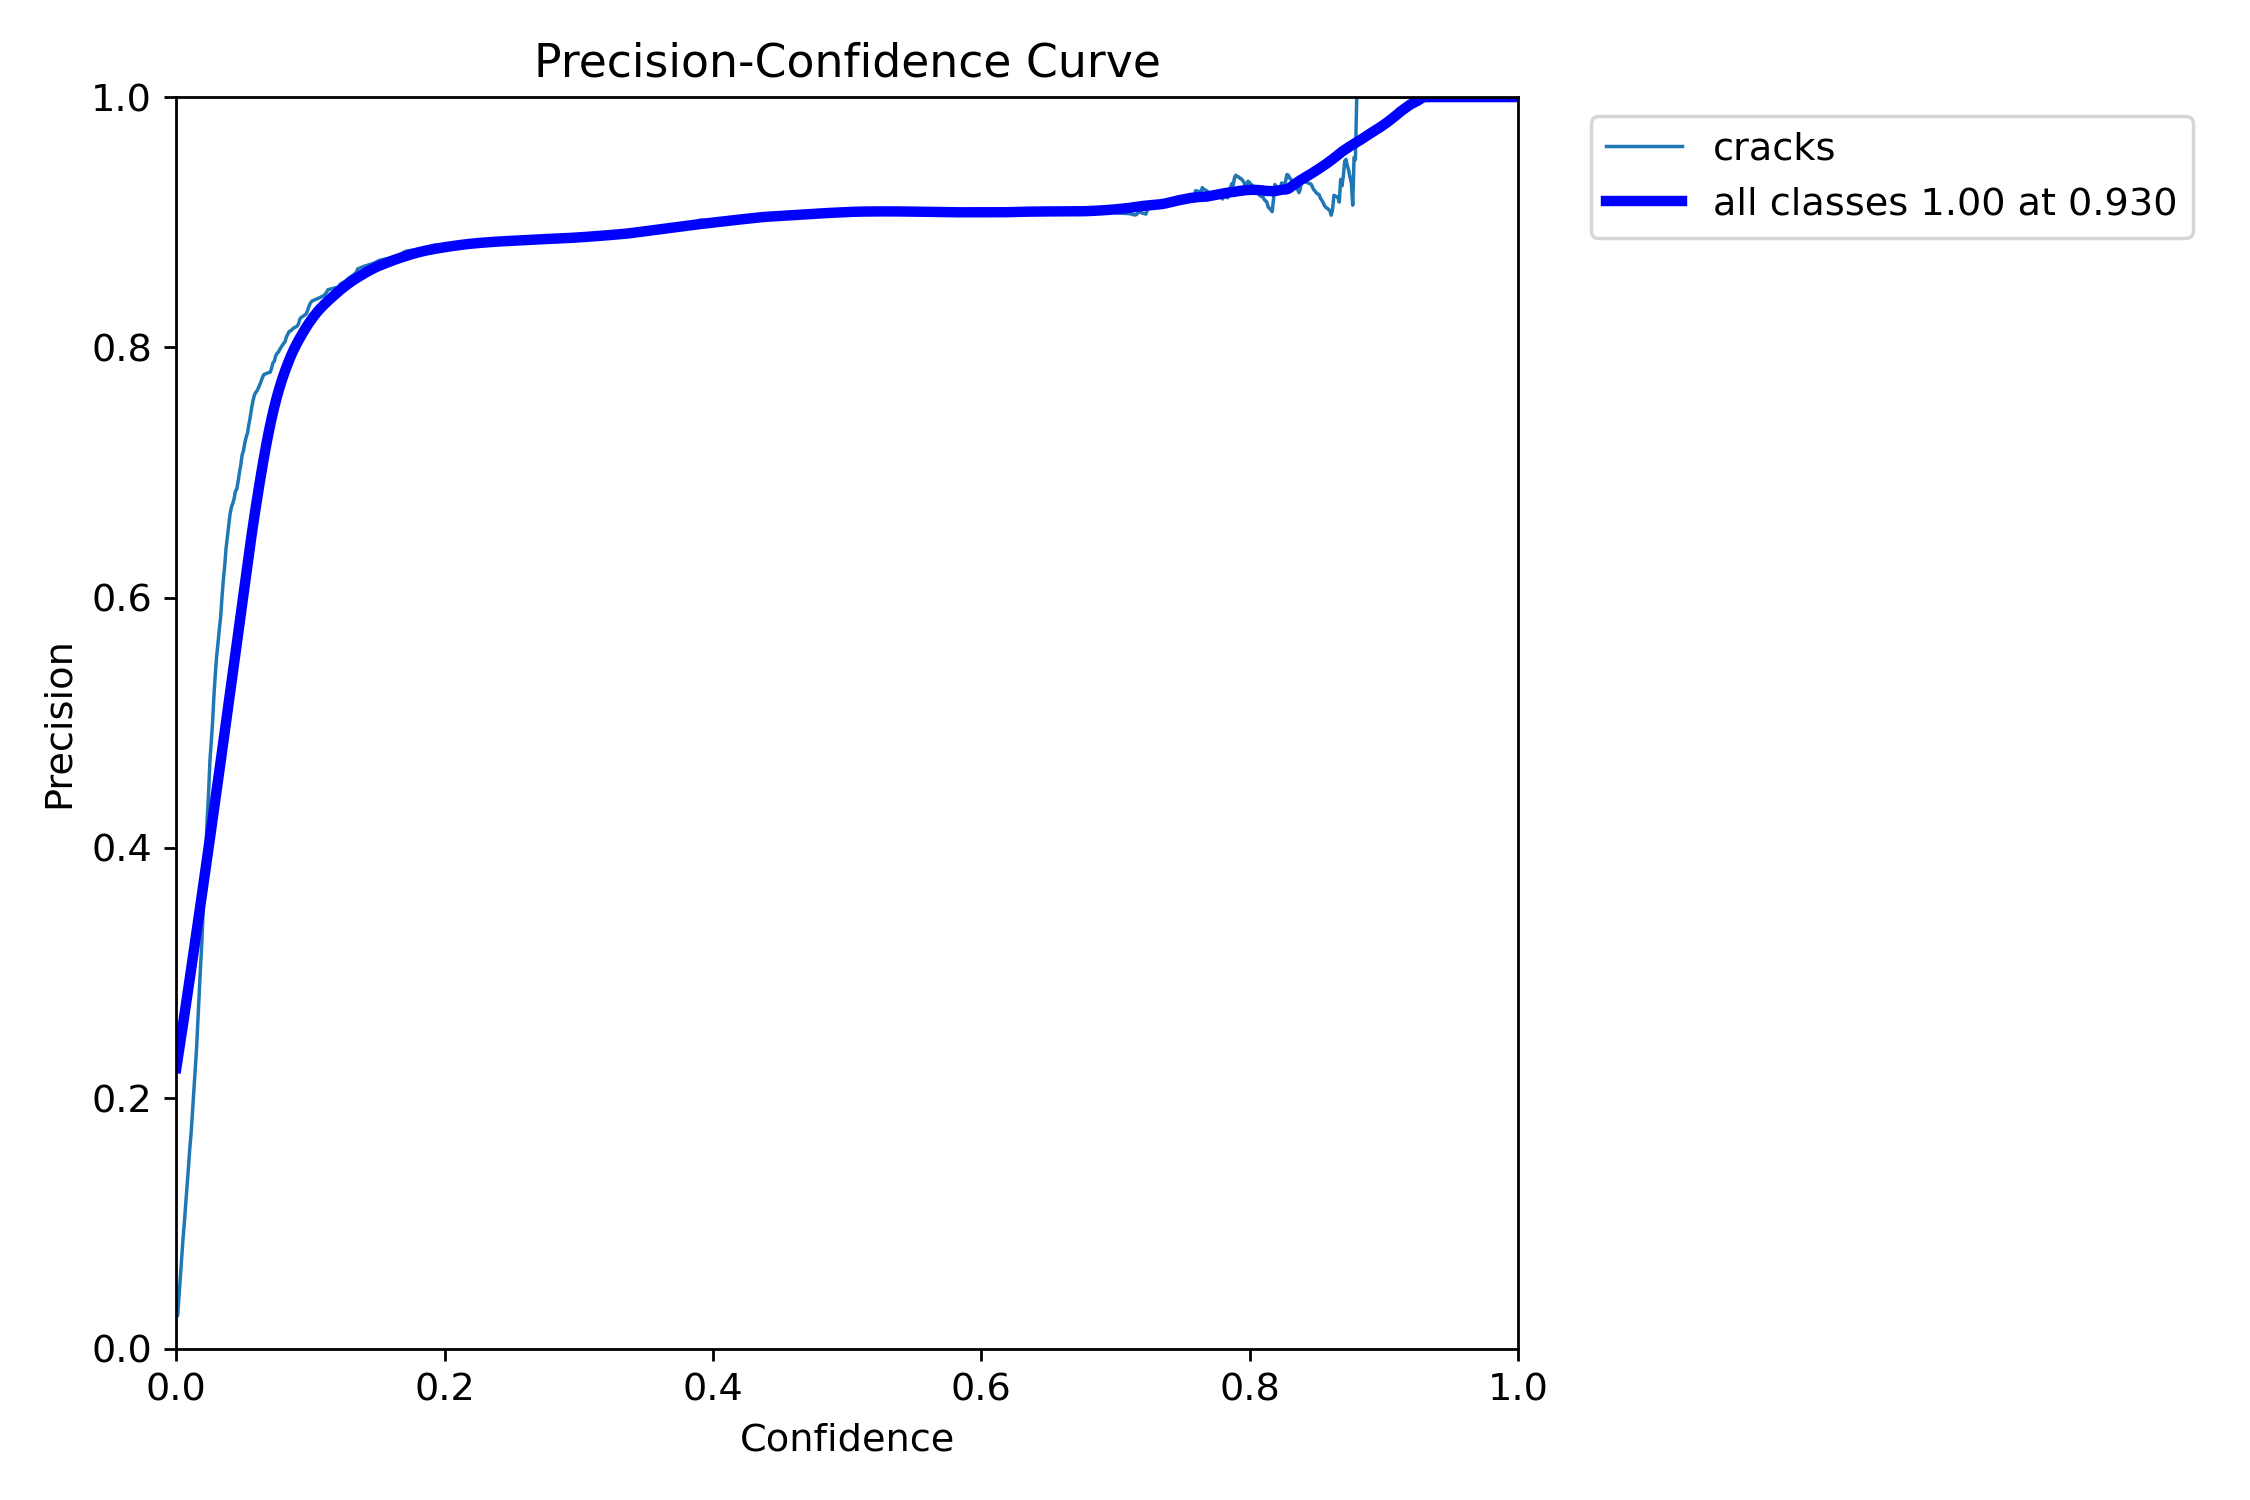 Precision-Confidence Curve
1.0
0.8
0.6
0.4
0.2
0.0
Precision
0.0 0.2 0.4 0.6 0.8 1.0
Confidence
cracks
all classes 1.00 at 0.930